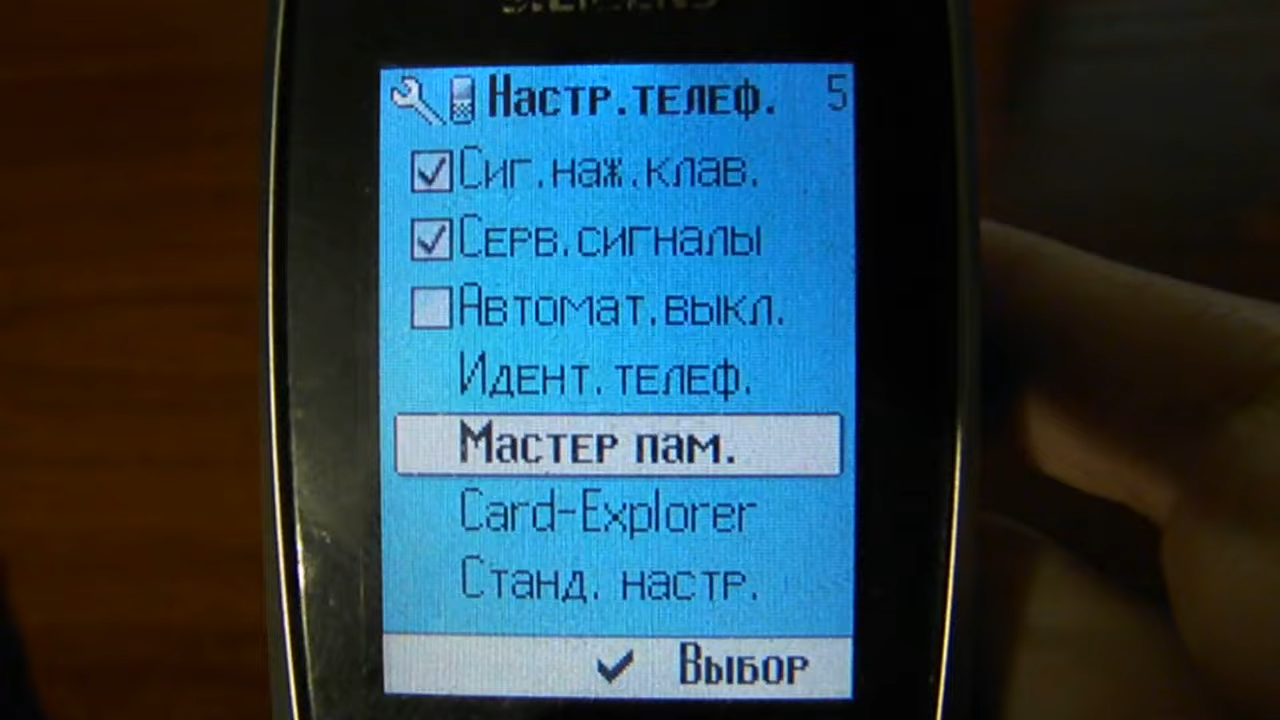 SIEMENS
Настр.телеф. 5
Сиг.наж.клав.
Серв.сигналы
Автомат.выкл.
Идент.телеф.
Мастер пам.
Card-Explorer
Станд. настр.
Выбор